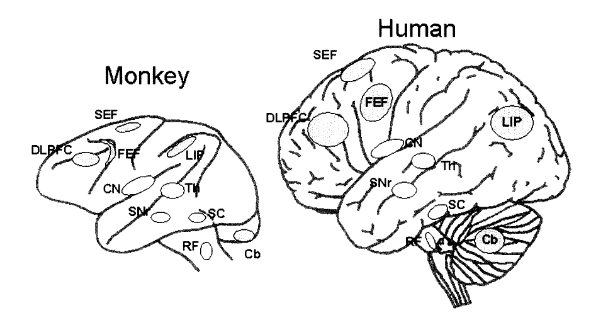 Monkey
SEF
DLPFC
FEF
LIP
CN
Th
SNr
SC
RF
Cb
Human
SEF
FEF
DLPFC
LIP
CN
Th
SNr
SC
RF
Cb